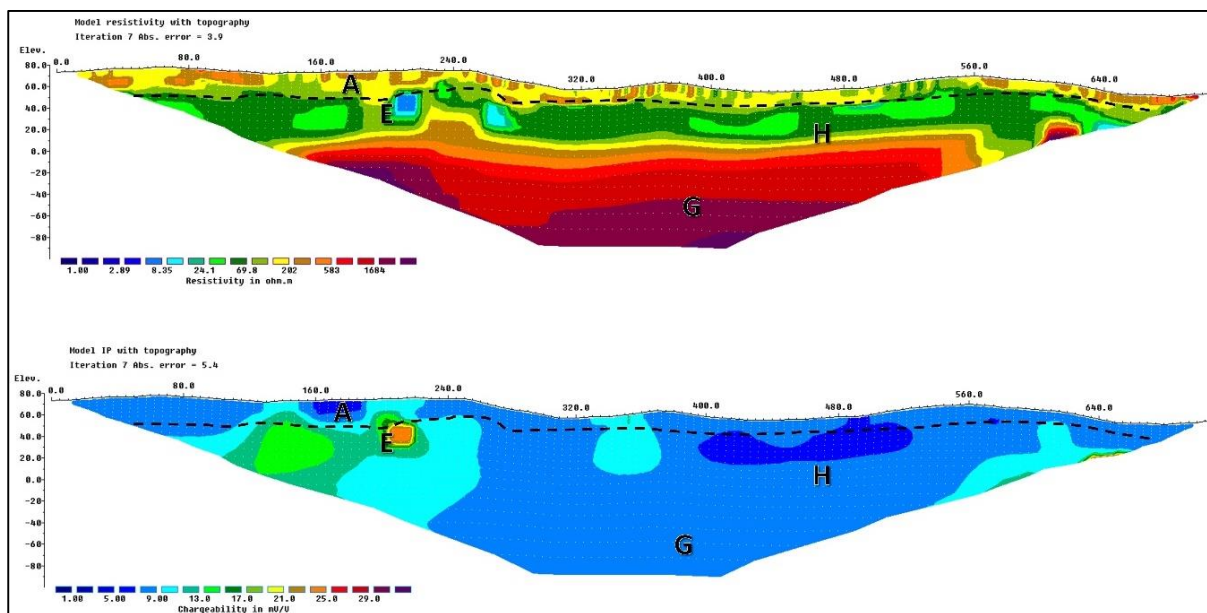 Model resistivity with topography
Iteration 7 Abs. error = 3.9
Elev.
0.0 80.0 160.0 240.0 320.0 400.0 480.0 560.0 640.0
80.0
60.0
40.0
20.0
0.0
-20
-40
-60
-80
A
E
H
G
1.00 2.89 8.35 24.1 69.8 202 583 1684
Resistivity in ohm.m
Model IP with topography
Iteration 7 Abs. error = 5.4
Elev.
0.0 80.0 160.0 240.0 320.0 400.0 480.0 560.0 640.0
80.0
60.0
40.0
20.0
0.0
-20
-40
-60
-80
A
E
H
G
1.00 5.00 9.00 13.0 17.0 21.0 25.0 29.0
Chargeability in mV/V